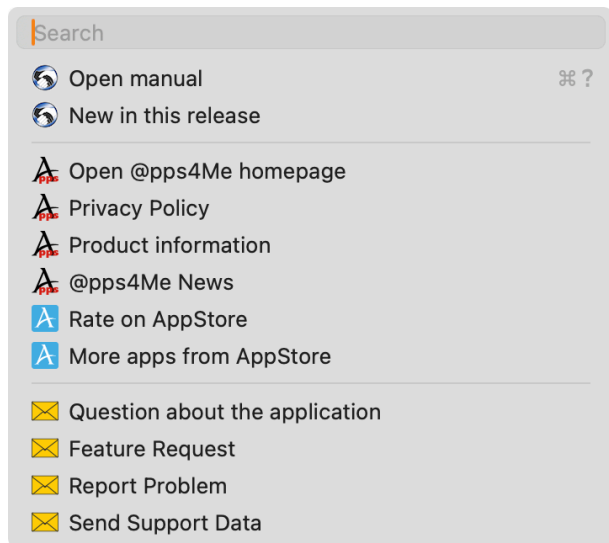 Search
Open manual ⌘ ?
New in this release
Open @pps4Me homepage
Privacy Policy
Product information
@pps4Me News
Rate on AppStore
More apps from AppStore
Question about the application
Feature Request
Report Problem
Send Support Data